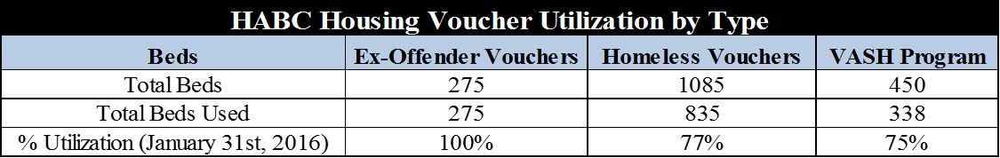 HABC Housing Voucher Utilization by Type
Beds Ex-Offender Vouchers Homeless Vouchers VASH Program
Total Beds 275 1085 450
Total Beds Used 275 835 338
% Utilization (January 31st, 2016) 100% 77% 75%